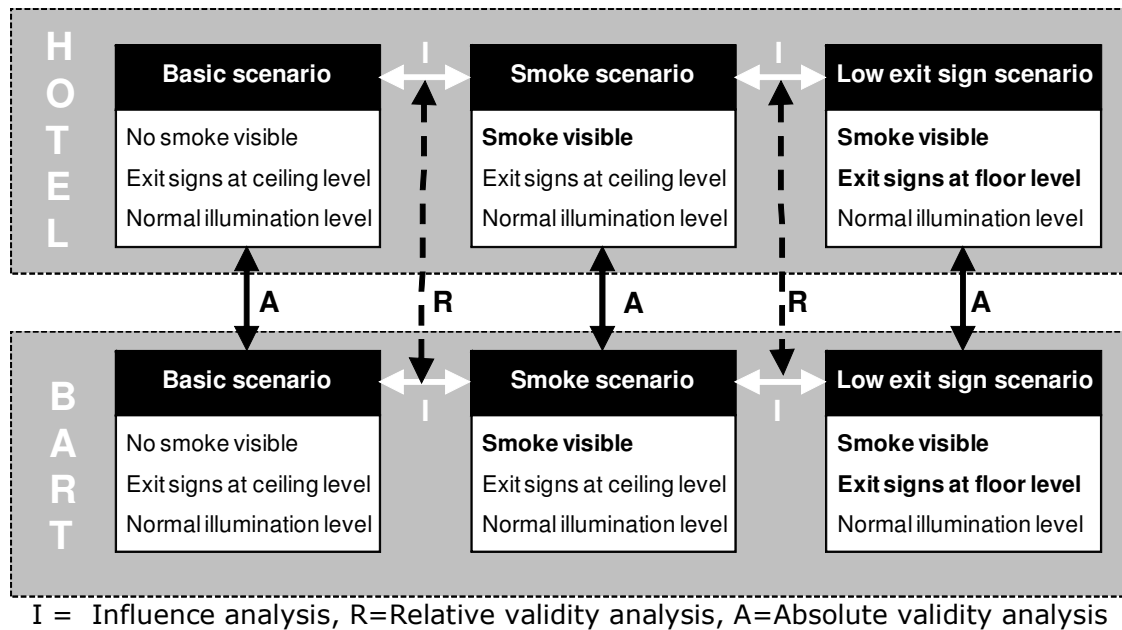 HOTEL
I
I
Basic scenario
Smoke scenario
Low exit sign scenario
No smoke visible
Exit signs at ceiling level
Normal illumination level
Smoke visible
Exit signs at ceiling level
Normal illumination level
Smoke visible
Exit signs at floor level
Normal illumination level
A
R
A
R
A
BART
Basic scenario
Smoke scenario
Low exit sign scenario
I
I
No smoke visible
Exit signs at ceiling level
Normal illumination level
Smoke visible
Exit signs at ceiling level
Normal illumination level
Smoke visible
Exit signs at floor level
Normal illumination level
I = Influence analysis, R=Relative validity analysis, A=Absolute validity analysis